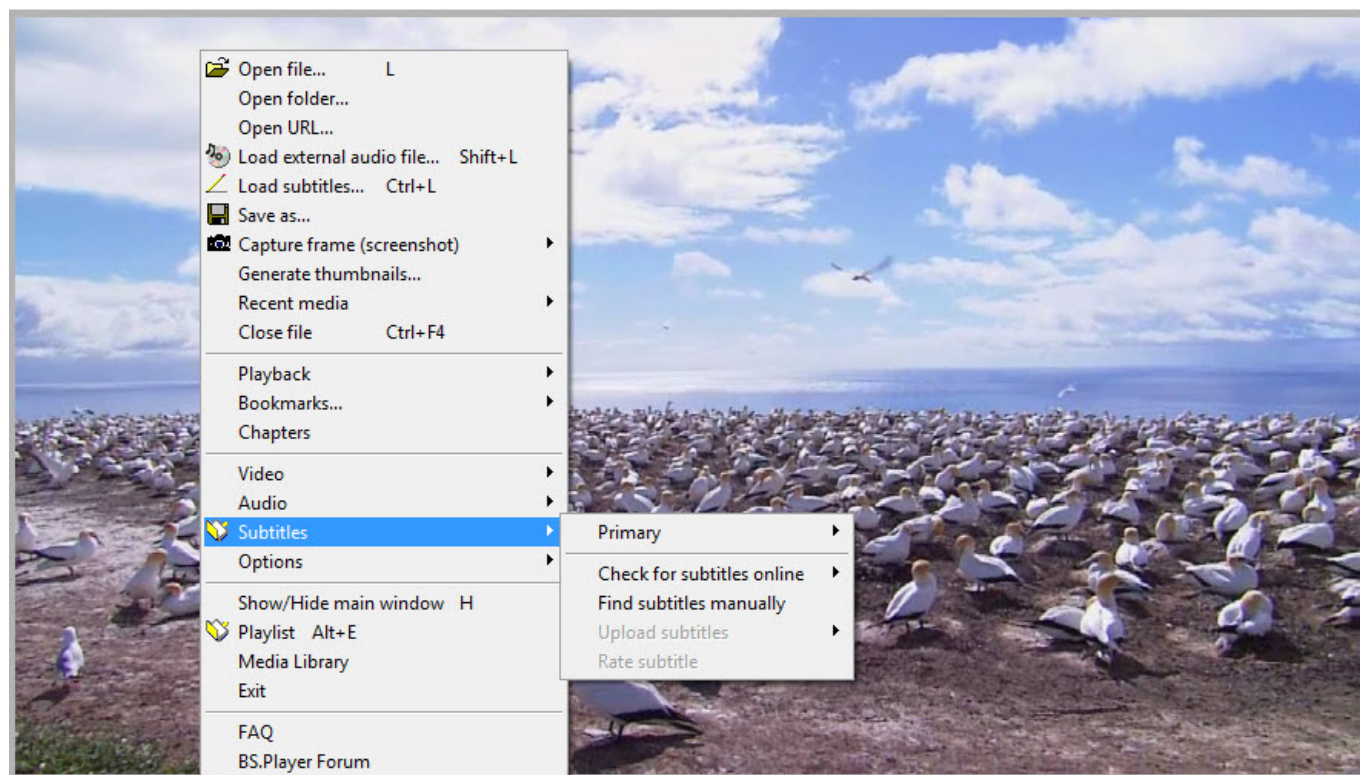 Open file... L
Open folder...
Open URL...
Load external audio file... Shift+L
Load subtitles... Ctrl+L
Save as...
Capture frame (screenshot)
Generate thumbnails...
Recent media
Close file Ctrl+F4
Playback
Bookmarks...
Chapters
Video
Audio
Subtitles
Options
Show/Hide main window H
Playlist Alt+E
Media Library
Exit
FAQ
BS.Player Forum
Primary
Check for subtitles online
Find subtitles manually
Upload subtitles
Rate subtitle